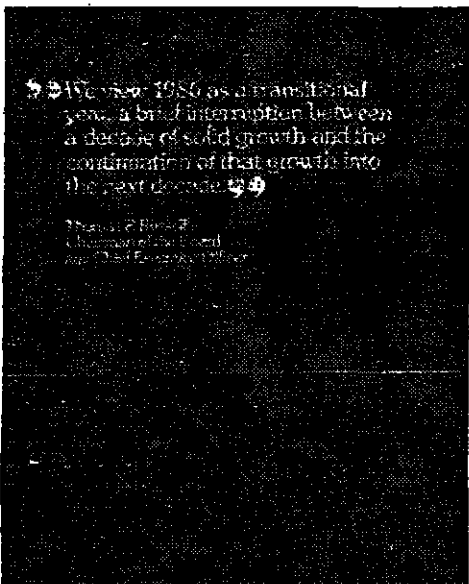 “We view 1986 as a transitional
year, a brief interruption between
a decade of solid growth and the
continuation of that growth into
the next decade.”
Chairman of the Board
and Chief Executive Officer